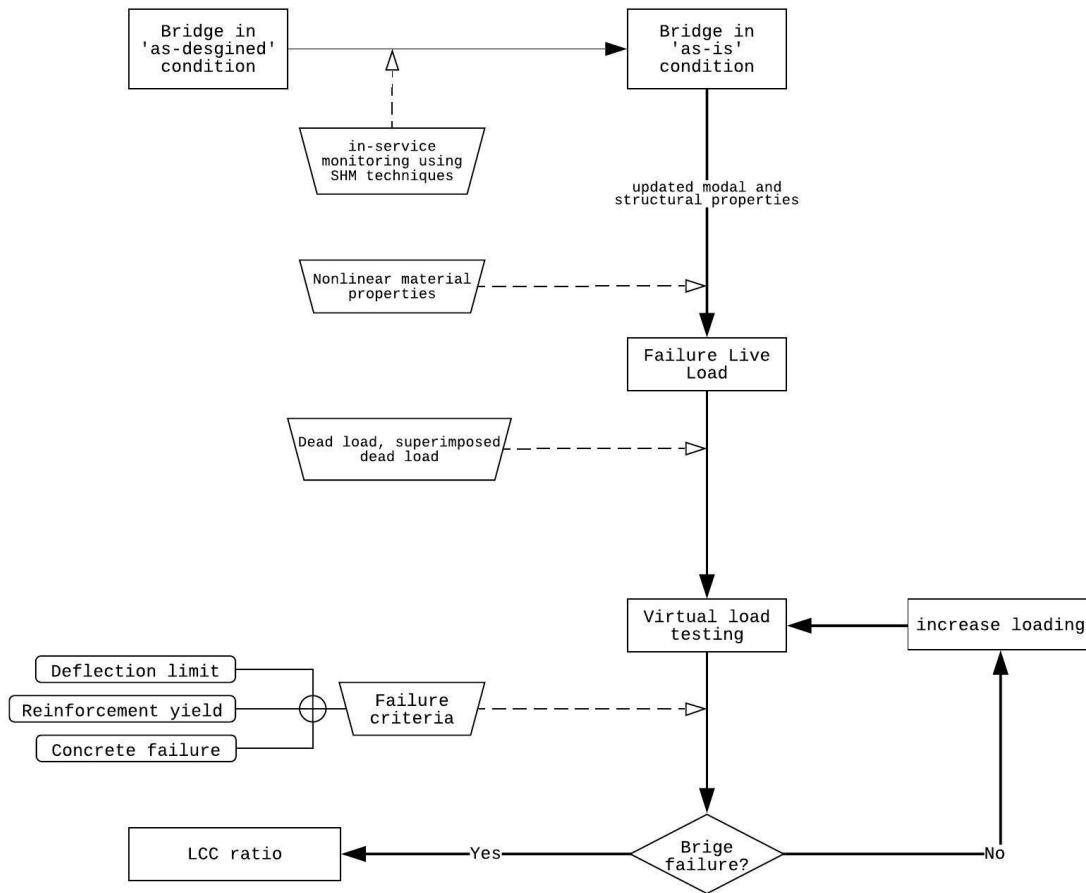 Bridge in
'as-desgined'
condition
Bridge in
'as-is'
condition
in-service
monitoring using
SHM techniques
updated modal and
structural properties
Nonlinear material
properties
Failure Live
Load
Dead load, superimposed
dead load
Virtual load
testing
increase loading
Deflection limit
Reinforcement yield
Concrete failure
Failure
criteria
LCC ratio
Yes
Brige
failure?
No